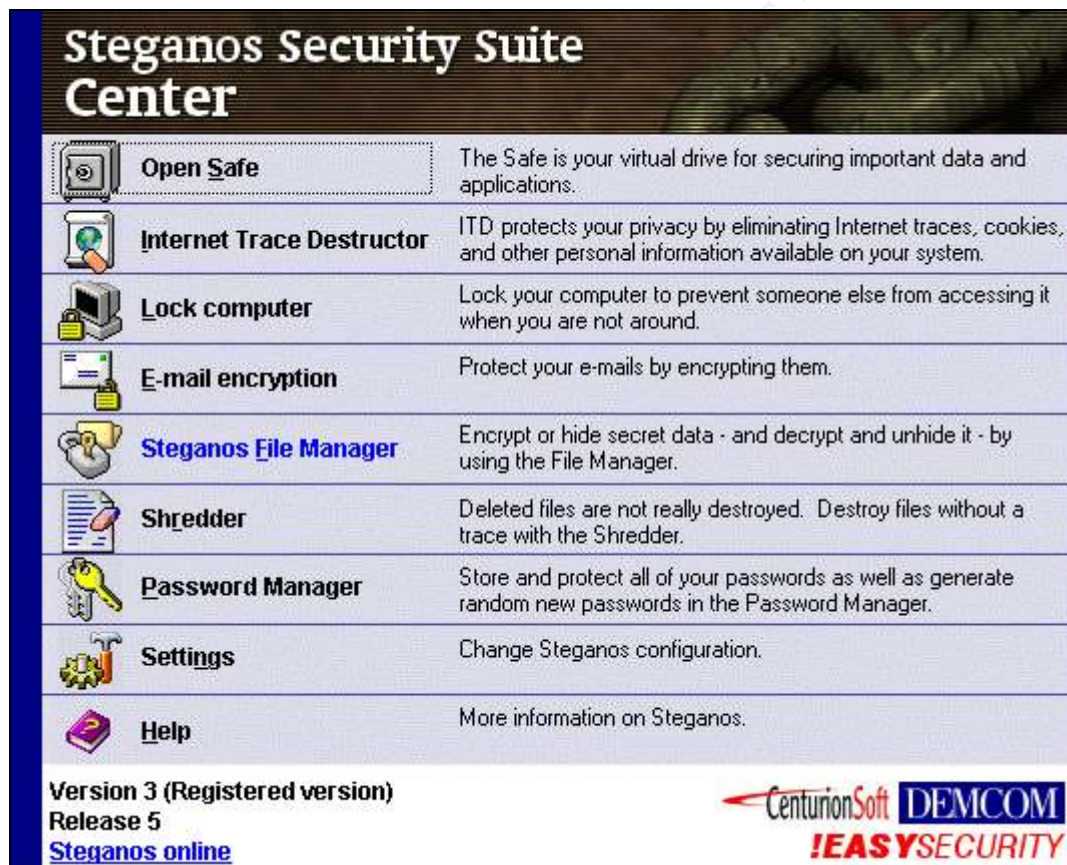 Steganos Security Suite
Center
Open Safe
The Safe is your virtual drive for securing important data and
applications.
Internet Trace Destructor
ITD protects your privacy by eliminating Internet traces, cookies,
and other personal information available on your system.
Lock computer
Lock your computer to prevent someone else from accessing it
when you are not around.
E-mail encryption
Protect your e-mails by encrypting them.
Steganos File Manager
Encrypt or hide secret data - and decrypt and unhide it - by
using the File Manager.
Shredder
Deleted files are not really destroyed.  Destroy files without a
trace with the Shredder.
Password Manager
Store and protect all of your passwords as well as generate
random new passwords in the Password Manager.
Settings
Change Steganos configuration.
Help
More information on Steganos.
Version 3 (Registered version)
Release 5
Steganos online
CenturionSoft DEMCOM
!EASYSECURITY